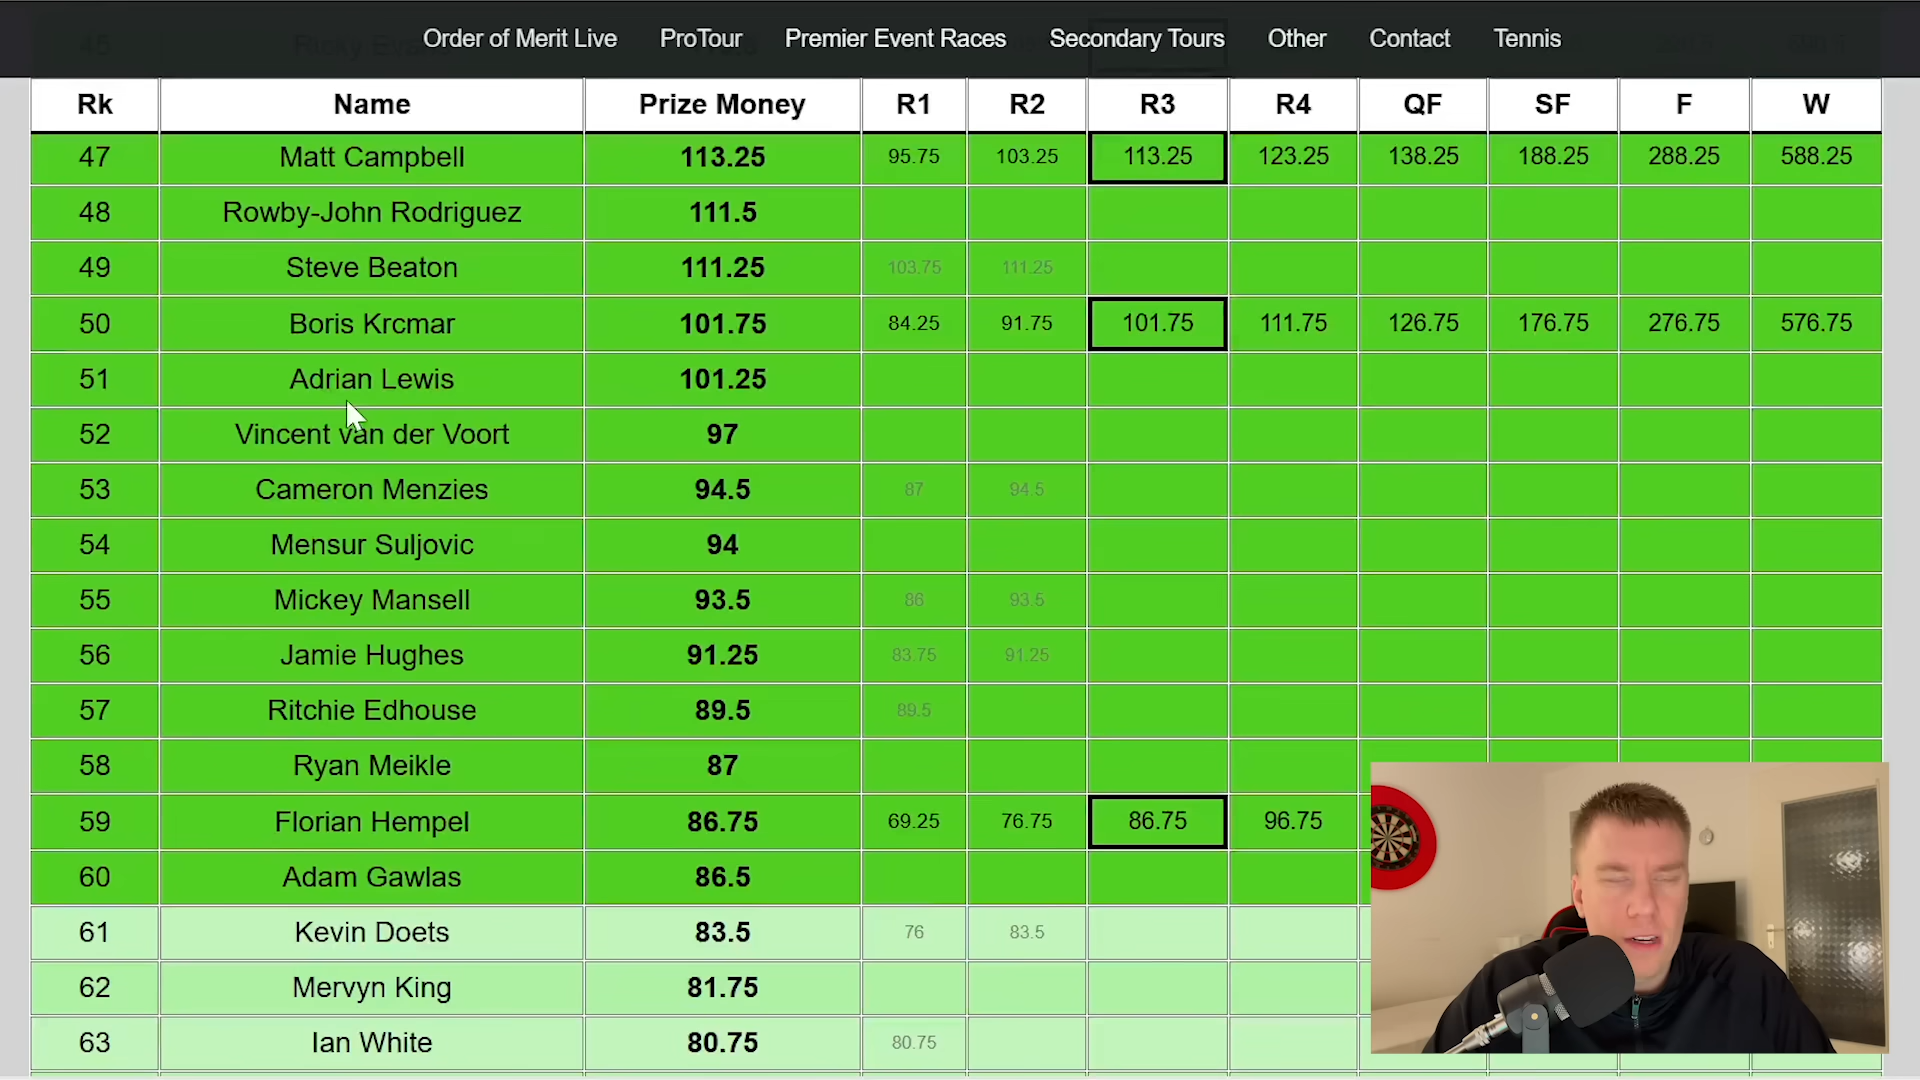 Order of Merit Live ProTour Premier Event Races Secondary Tours Other Contact Tennis
Rk Name Prize Money R1 R2 R3 R4 QF SF F W
47 Matt Campbell 113.25 95.75 103.25 113.25 123.25 138.25 188.25 288.25 588.25
48 Rowby-John Rodriguez 111.5
49 Steve Beaton 111.25 103.75 111.25
50 Boris Krcmar 101.75 84.25 91.75 101.75 111.75 126.75 176.75 276.75 576.75
51 Adrian Lewis 101.25
52 Vincent van der Voort 97
53 Cameron Menzies 94.5 87 94.5
54 Mensur Suljovic 94
55 Mickey Mansell 93.5 86 93.5
56 Jamie Hughes 91.25 83.75 91.25
57 Ritchie Edhouse 89.5 89.5
58 Ryan Meikle 87
59 Florian Hempel 86.75 69.25 76.75 86.75 96.75
60 Adam Gawlas 86.5
61 Kevin Doets 83.5 76 83.5
62 Mervyn King 81.75
63 Ian White 80.75 80.75